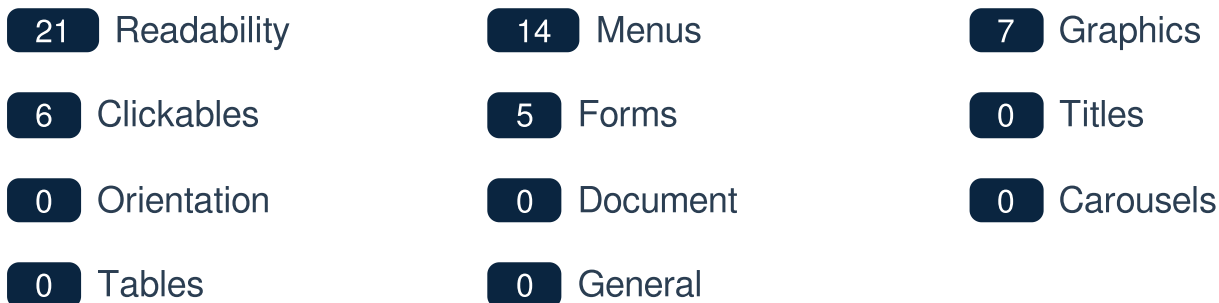 21 Readability 14 Menus 7 Graphics
6 Clickables 5 Forms 0 Titles
0 Orientation 0 Document 0 Carousels
0 Tables 0 General